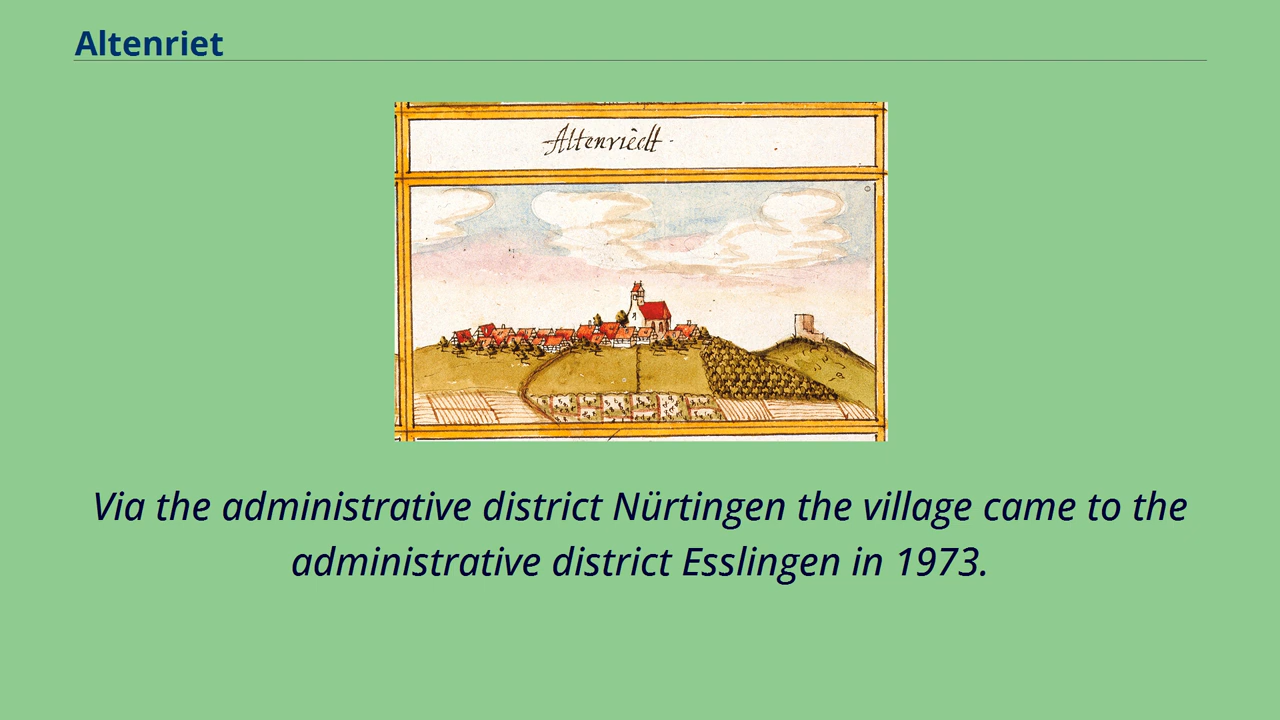 Altenriet
Altenriedt
Via the administrative district Nürtingen the village came to the
administrative district Esslingen in 1973.